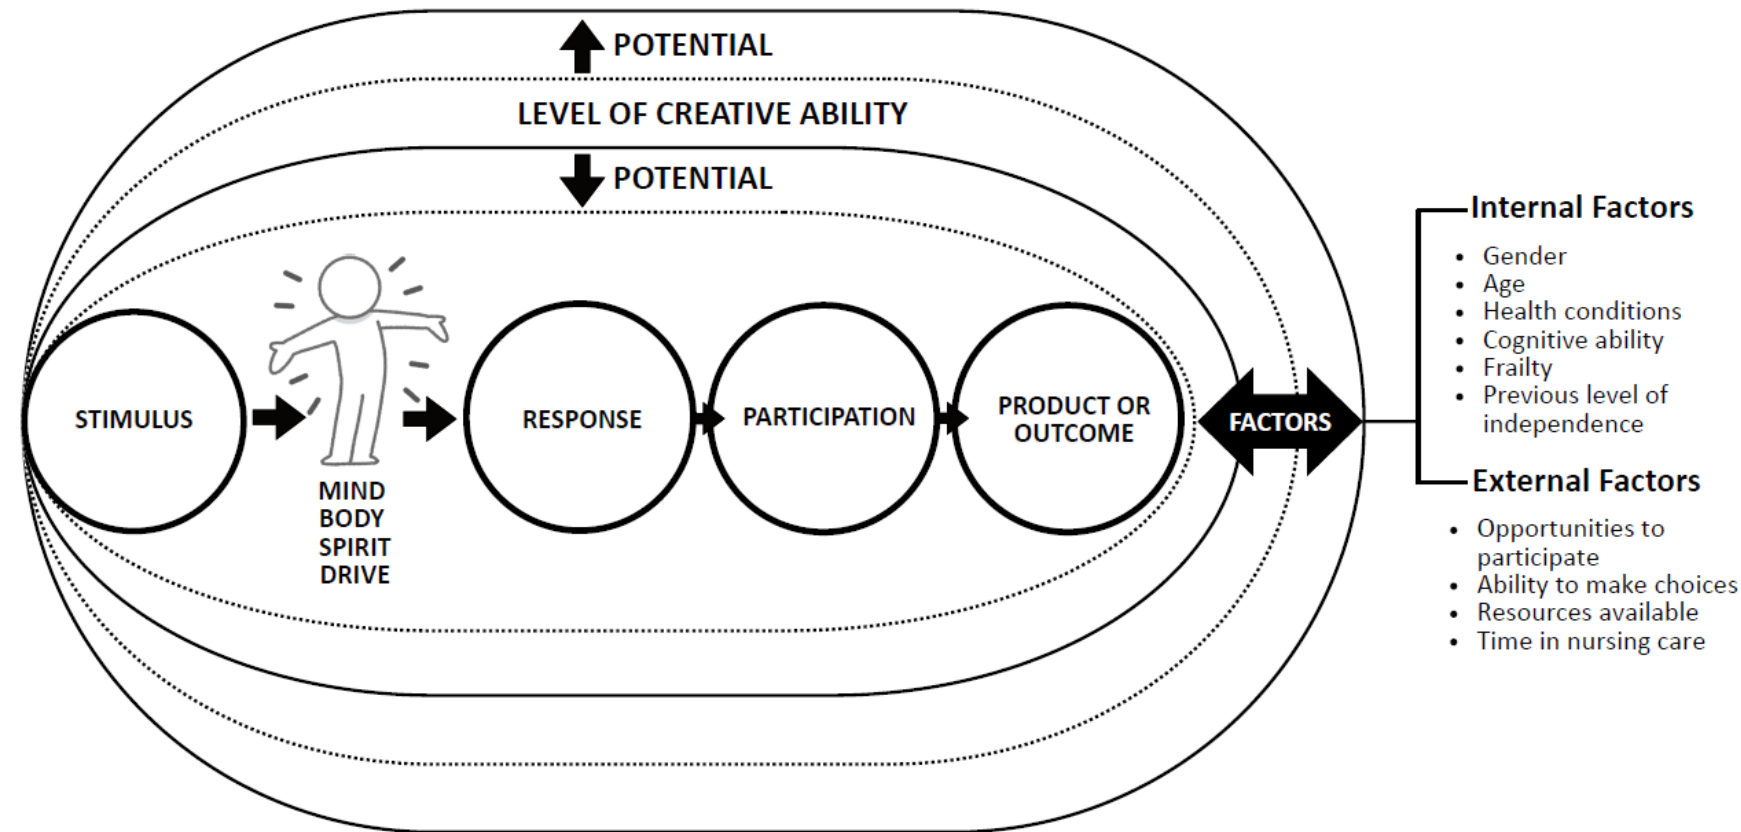 POTENTIAL
LEVEL OF CREATIVE ABILITY
POTENTIAL
STIMULUS
MIND
BODY
SPIRIT
DRIVE
RESPONSE
PARTICIPATION
PRODUCT OR
OUTCOME
FACTORS
Internal Factors
• Gender
• Age
• Health conditions
• Cognitive ability
• Frailty
• Previous level of
independence
External Factors
• Opportunities to
participate
• Ability to make choices
• Resources available
• Time in nursing care